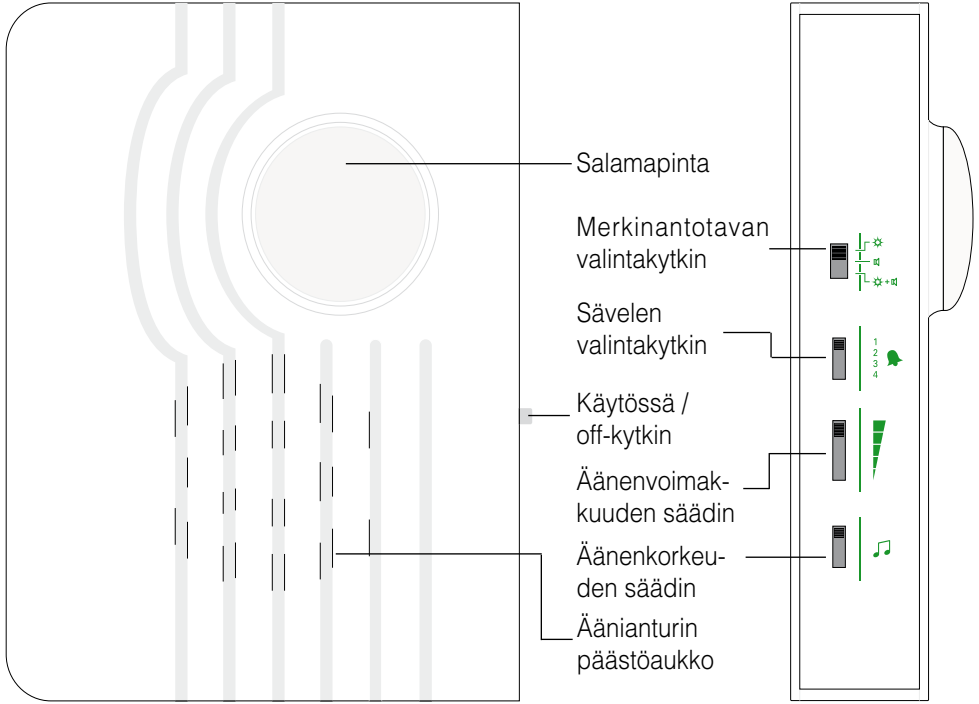 Salamapinta
Merkinantotavan
valintakytkin
Sävelen
valintakytkin
1
2
3
4
Käytössä /
off-kytkin
Äänenvoimak-
kuuden säädin
Äänenkorkeu-
den säädin
Äänianturin
päästöaukko